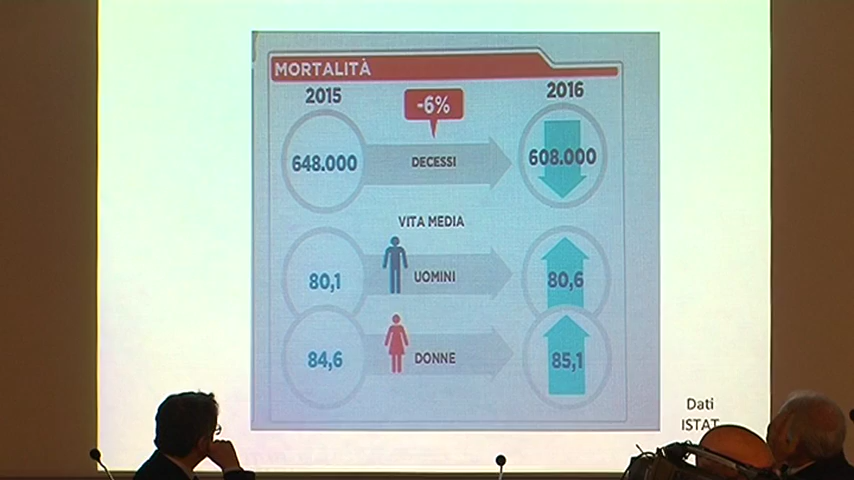 MORTALITÀ
2015
-6%
2016
648.000
DECESSI
608.000
VITA MEDIA
80,1
UOMINI
80,6
84,6
DONNE
85,1
Dati
ISTAT